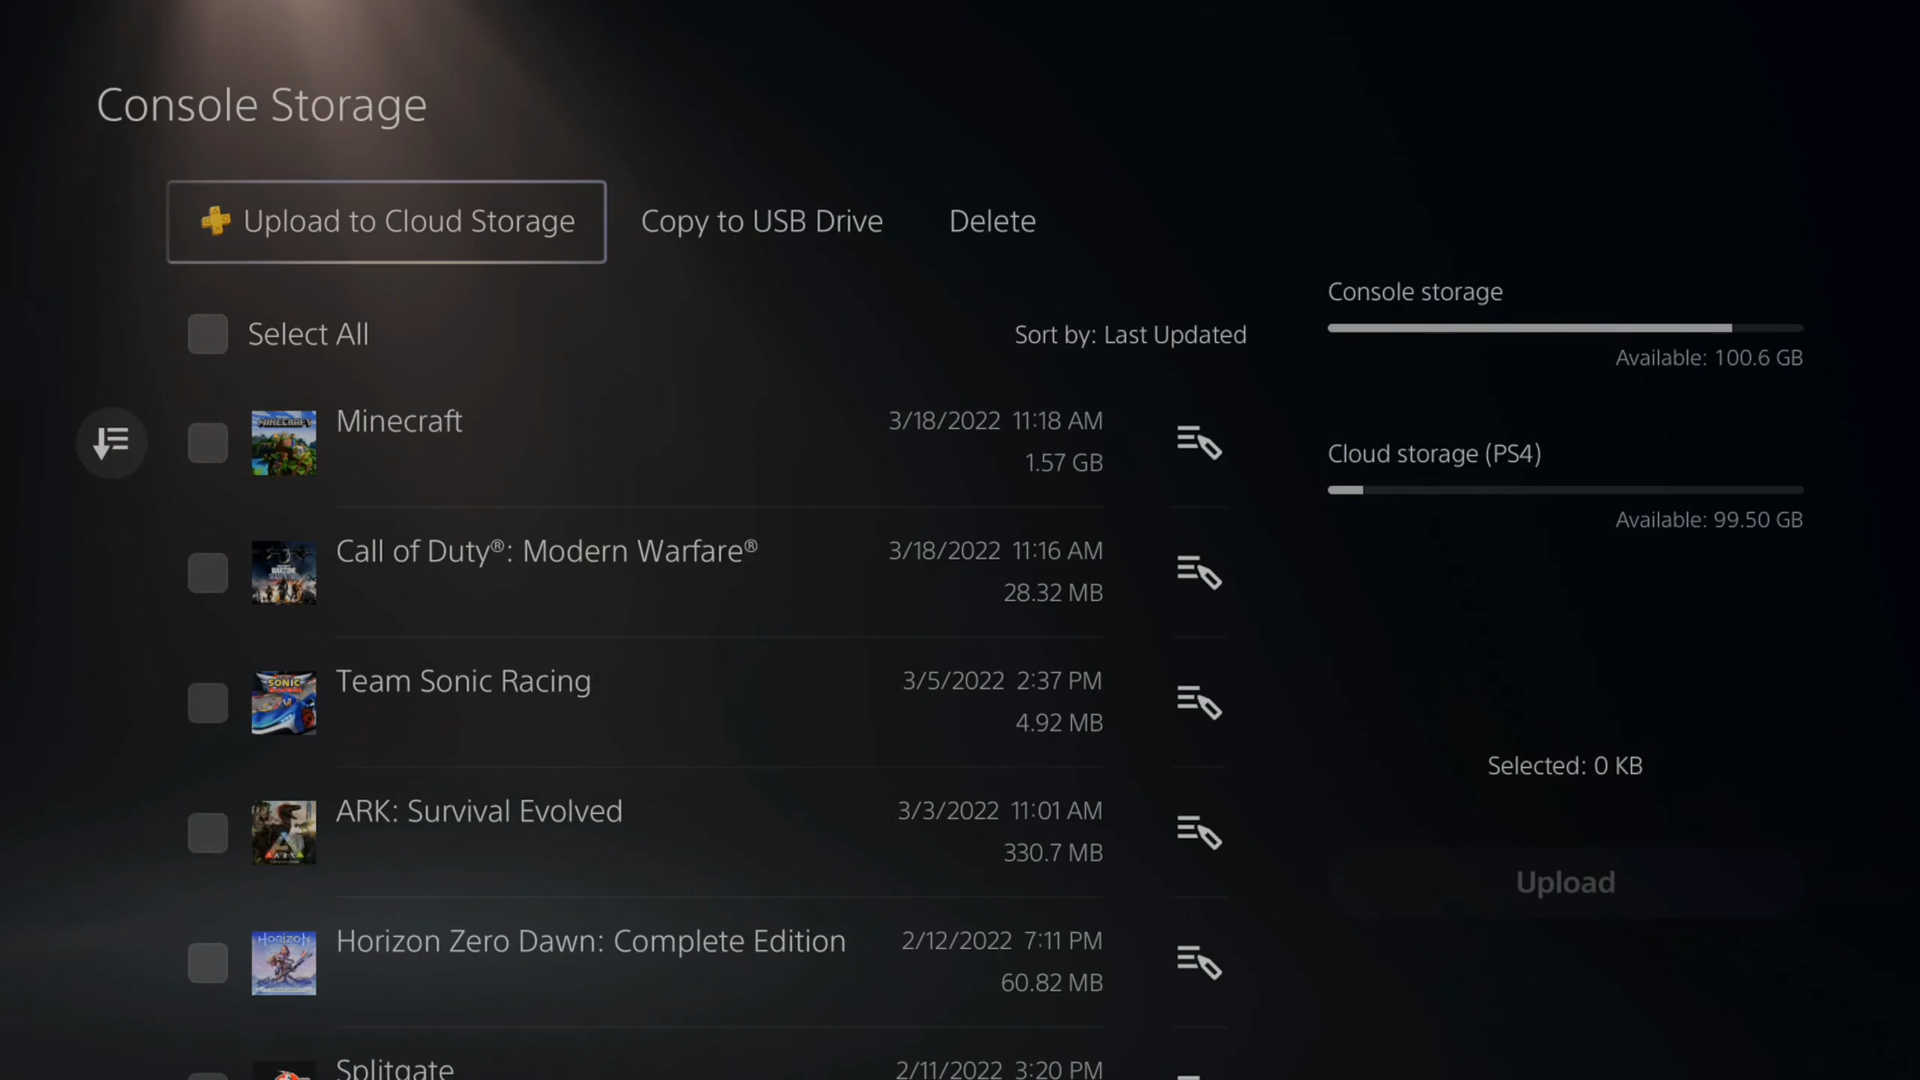 Console Storage
Upload to Cloud Storage
Copy to USB Drive
Delete
Select All
Sort by: Last Updated
Minecraft
3/18/2022 11:18 AM
1.57 GB
Call of Duty®: Modern Warfare®
3/18/2022 11:16 AM
28.32 MB
Team Sonic Racing
3/5/2022 2:37 PM
4.92 MB
ARK: Survival Evolved
3/3/2022 11:01 AM
330.7 MB
Horizon Zero Dawn: Complete Edition
2/12/2022 7:11 PM
60.82 MB
Splitgate
2/11/2022 3:20 PM
Console storage
Available: 100.6 GB
Cloud storage (PS4)
Available: 99.50 GB
Selected: 0 KB
Upload
MINECRAFT
WARZONE
SONIC
ARK
HORIZON